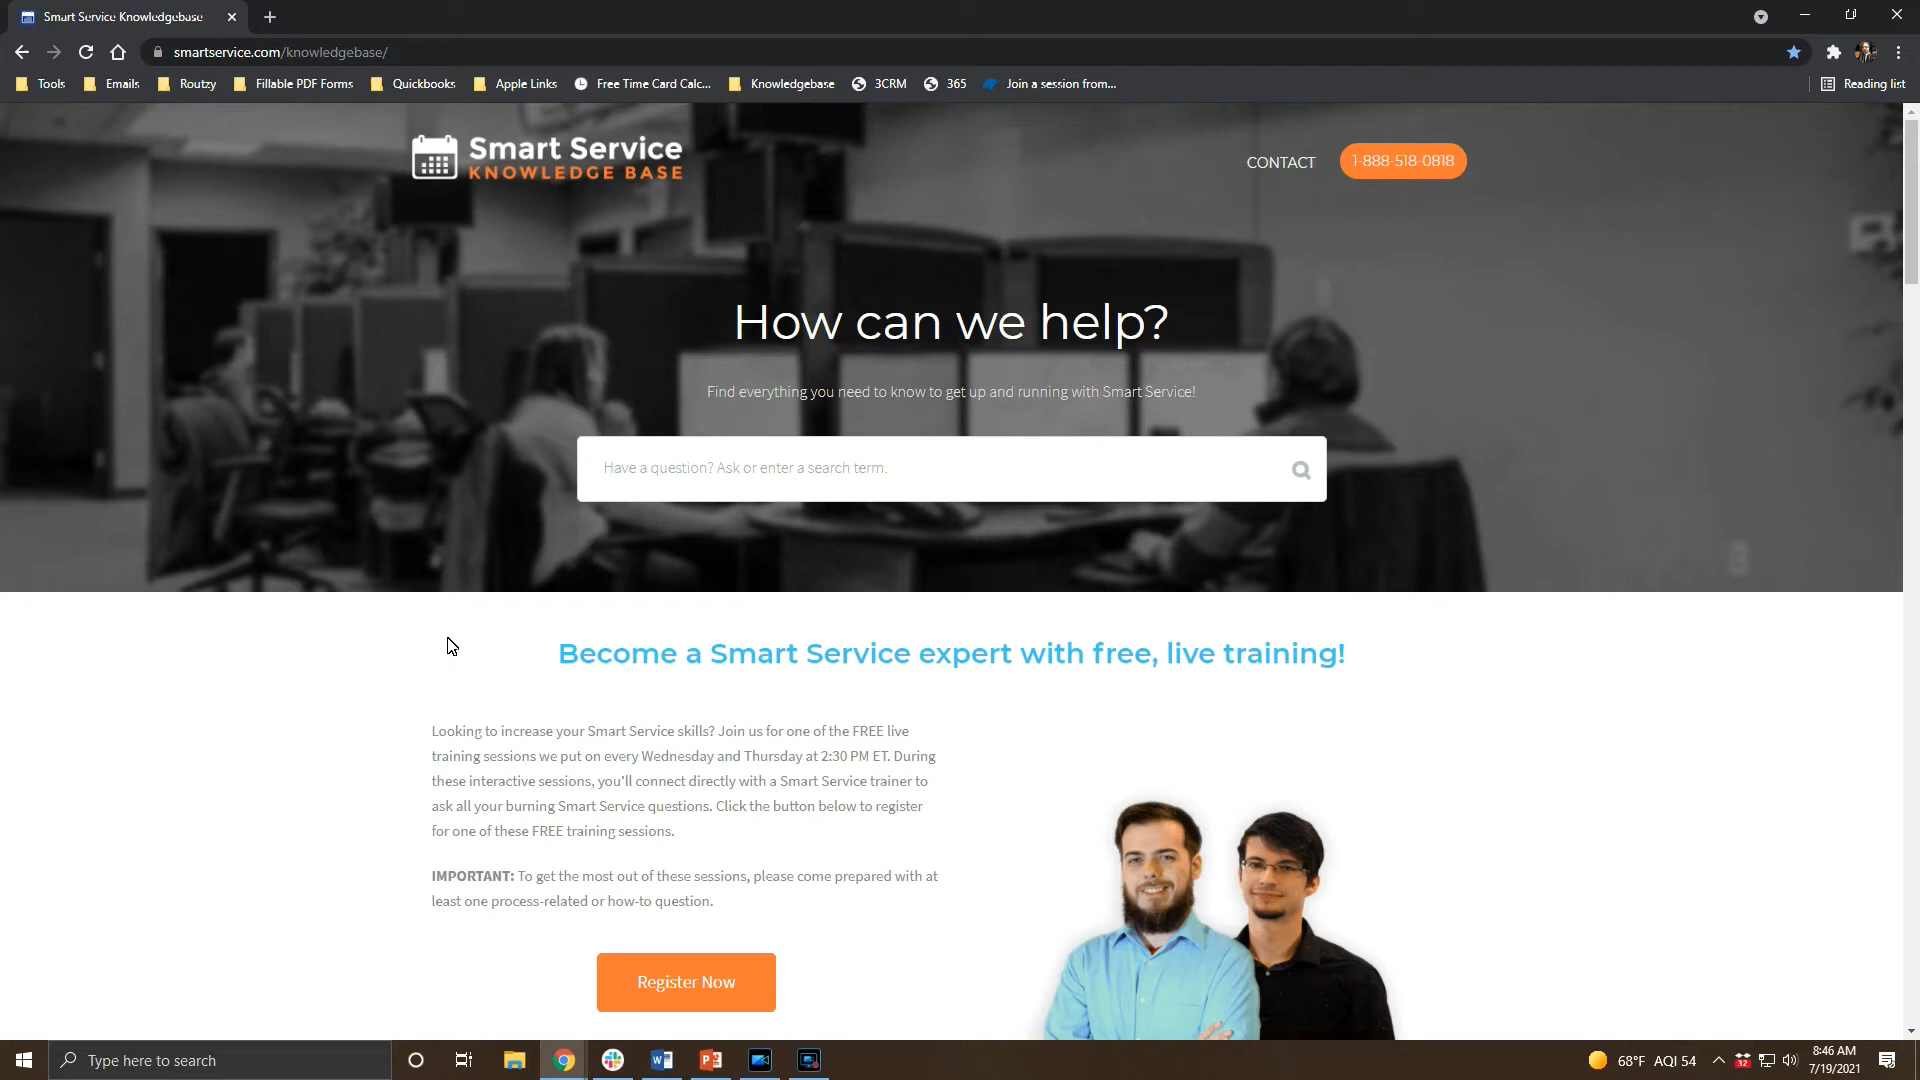 Smart Service Knowledgebase
smartservice.com/knowledgebase/
Tools Emails Routzy Fillable PDF Forms Quickbooks Apple Links Free Time Card Calc... Knowledgebase 3CRM 365 Join a session from... Reading list
Smart Service
KNOWLEDGE BASE
CONTACT 1-888-518-0818
How can we help?
Find everything you need to know to get up and running with Smart Service!
Have a question? Ask or enter a search term.
Become a Smart Service expert with free, live training!
Looking to increase your Smart Service skills? Join us for one of the FREE live
training sessions we put on every Wednesday and Thursday at 2:30 PM ET. During
these interactive sessions, you'll connect directly with a Smart Service trainer to
ask all your burning Smart Service questions. Click the button below to register
for one of these FREE training sessions.
IMPORTANT: To get the most out of these sessions, please come prepared with at
least one process-related or how-to question.
Register Now
Type here to search
68°F AQI 54
8:46 AM
7/19/2021